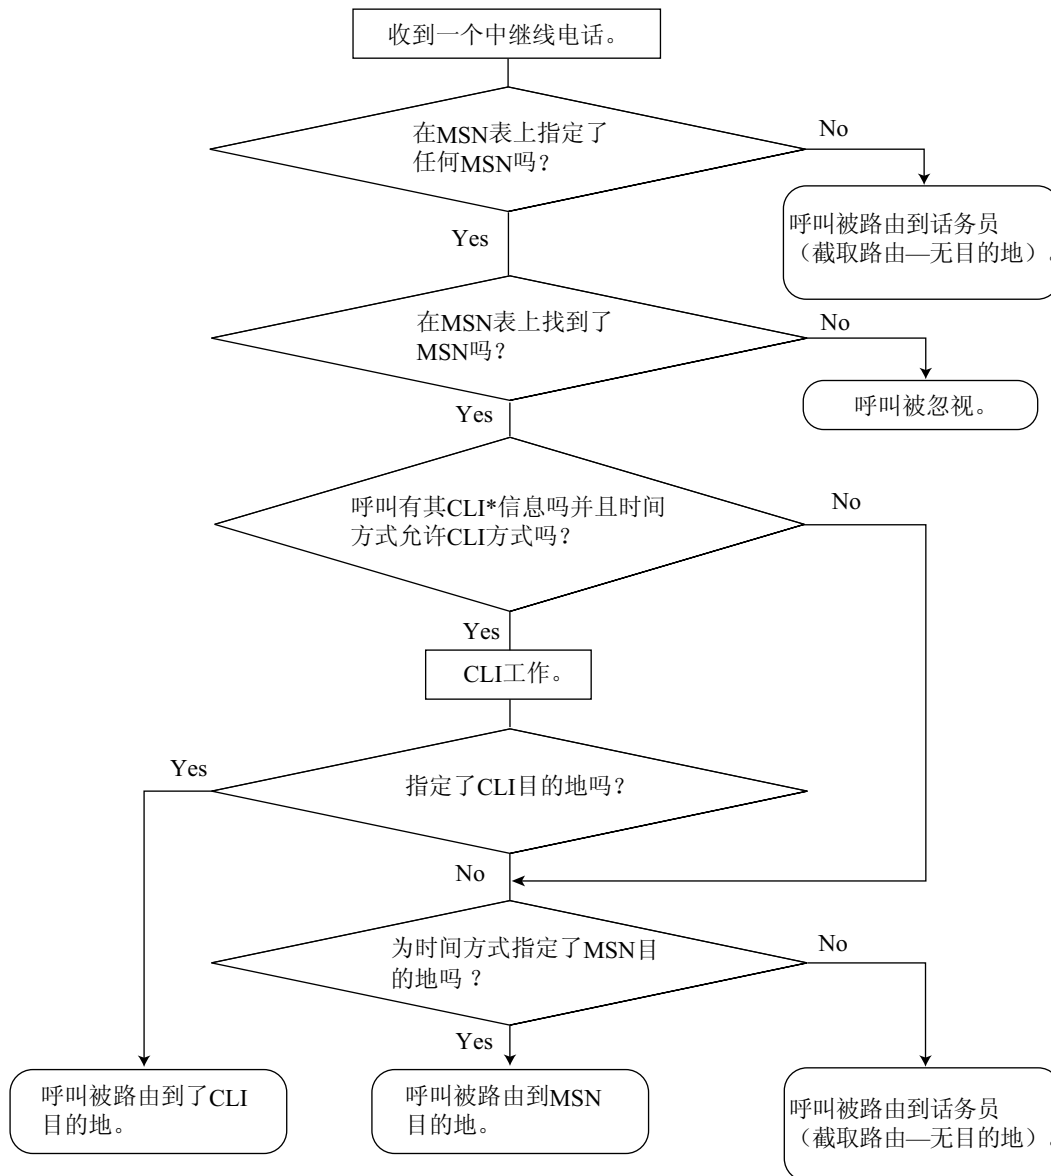 收到一个中继线电话。
在MSN表上指定了
任何MSN吗？
No
呼叫被路由到话务员
（截取路由—无目的地）.
Yes
在MSN表上找到了
MSN吗？
No
呼叫被忽视。
Yes
呼叫有其CLI*信息吗并且时间
方式允许CLI方式吗？
No
Yes
CLI工作。
Yes
指定了CLI目的地吗？
No
为时间方式指定了MSN目
的地吗 ？
No
Yes
呼叫被路由到了CLI
目的地。
呼叫被路由到MSN
目的地。
呼叫被路由到话务员
（截取路由—无目的地）.